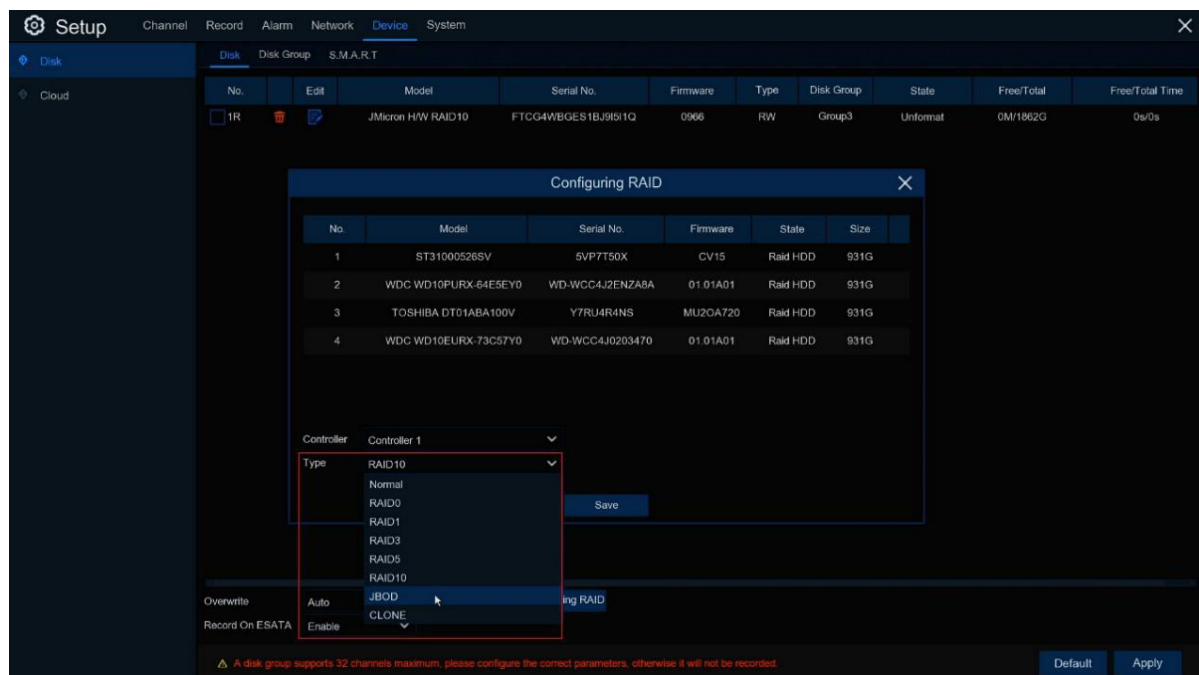 Setup Channel Record Alarm Network Device System
Disk Disk Group S.M.A.R.T
Disk
Cloud
No. Edit Model Serial No. Firmware Type Disk Group State Free/Total Free/Total Time
1R JMicron H/W RAID10 FTCG4WBGES1BJ9I5I1Q 0966 RW Group3 Unformat 0M/1862G 0s/0s
Configuring RAID
No. Model Serial No. Firmware State Size
1 ST31000526SV 5VP7T50X CV15 Raid HDD 931G
2 WDC WD10PURX-64E5EY0 WD-WCC4J2ENZA8A 01.01A01 Raid HDD 931G
3 TOSHIBA DT01ABA100V Y7RU4R4NS MU2OA720 Raid HDD 931G
4 WDC WD10EURX-73C57Y0 WD-WCC4J0203470 01.01A01 Raid HDD 931G
Controller Controller 1
Type RAID10
Normal
RAID0
Save
RAID1
RAID3
RAID5
RAID10
JBOD
CLONE
Overwrite Auto ing RAID
Record On ESATA Enable
A disk group supports 32 channels maximum, please configure the correct parameters, otherwise it will not be recorded.
Default Apply